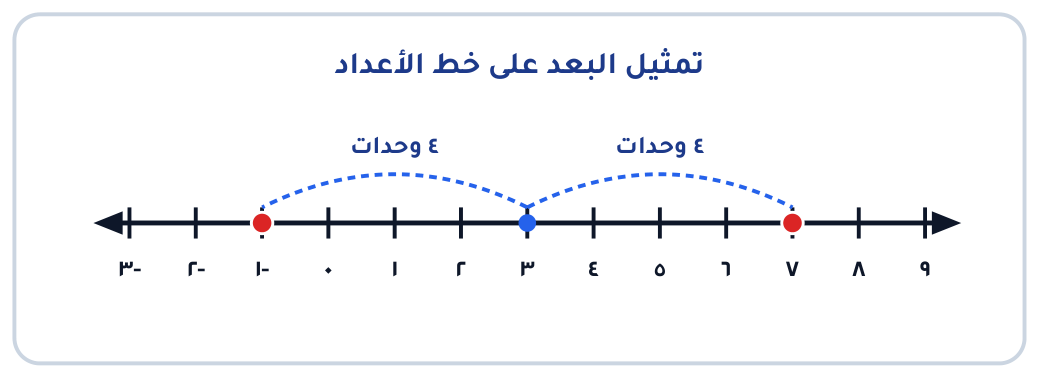 تمثيل البعد على خط الأعداد
٤ وحدات ٤ وحدات
-٣ -٢ -١ ٠ ١ ٢ ٣ ٤ ٥ ٦ ٧ ٨ ٩